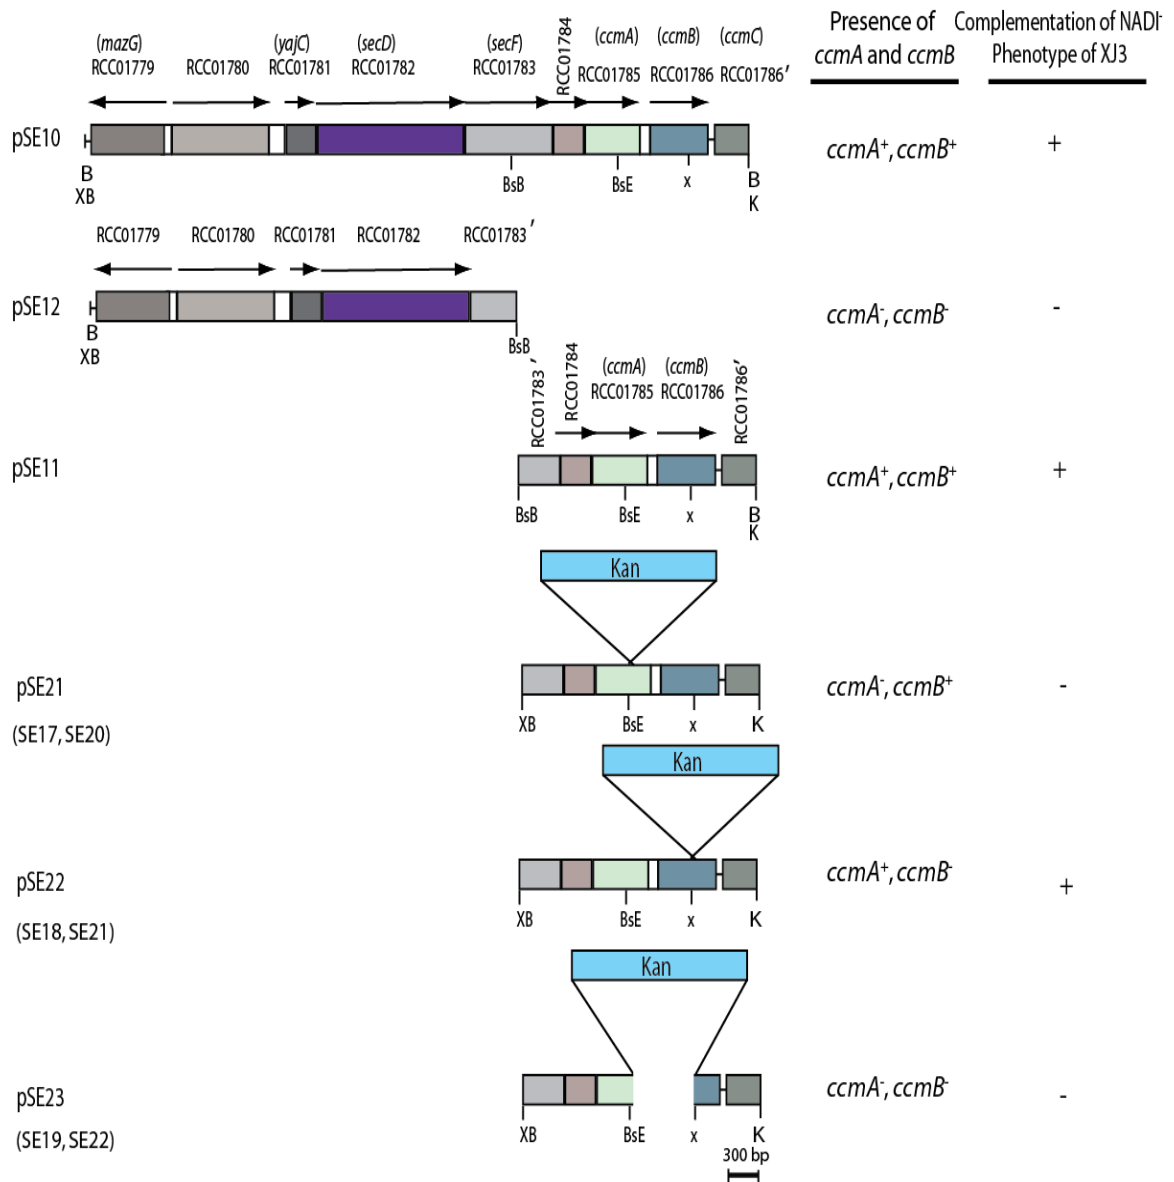 Presence of Complementation of NADI-
ccmA and ccmB Phenotype of XJ3
(mazG) (yajC) (secD) (secF) RCC01784 (ccmA) (ccmB) (ccmC)
RCC01779 RCC01780 RCC01781 RCC01782 RCC01783 RCC01785 RCC01786 RCC01786'
pSE10 ccmA+, ccmB+ +
B BsB BsE x B
XB K
RCC01779 RCC01780 RCC01781 RCC01782 RCC01783'
pSE12 ccmA-, ccmB- -
B BsB
XB
RCC01783' RCC01784 (ccmA) (ccmB) RCC01786'
RCC01785 RCC01786
pSE11 ccmA+, ccmB+ +
BsB BsE x B
K
Kan
pSE21 ccmA-, ccmB+ -
(SE17, SE20) XB BsE x K
Kan
pSE22 ccmA+, ccmB- +
(SE18, SE21) XB BsE x K
Kan
pSE23 ccmA-, ccmB- -
(SE19, SE22) XB BsE x K
300 bp